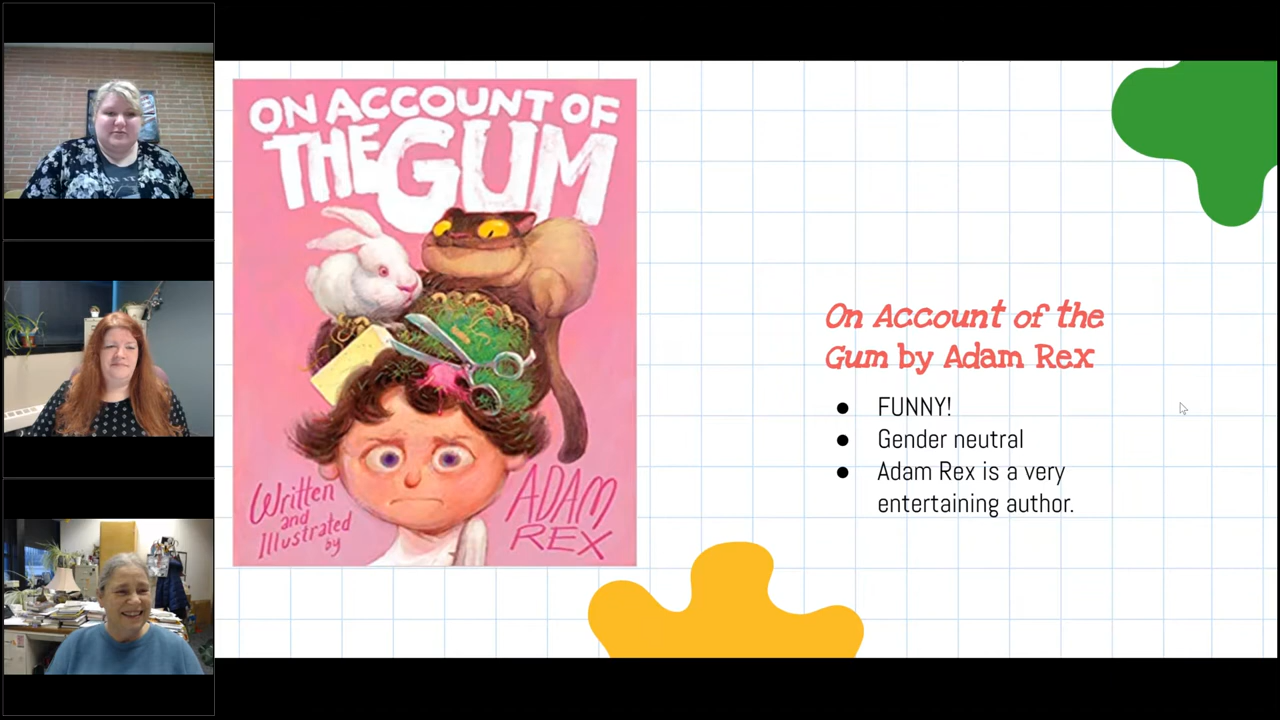 ON ACCOUNT OF
THE GUM
Written
and
Illustrated
by
ADAM
REX
On Account of the
Gum by Adam Rex
● FUNNY!
● Gender neutral
● Adam Rex is a very
entertaining author.